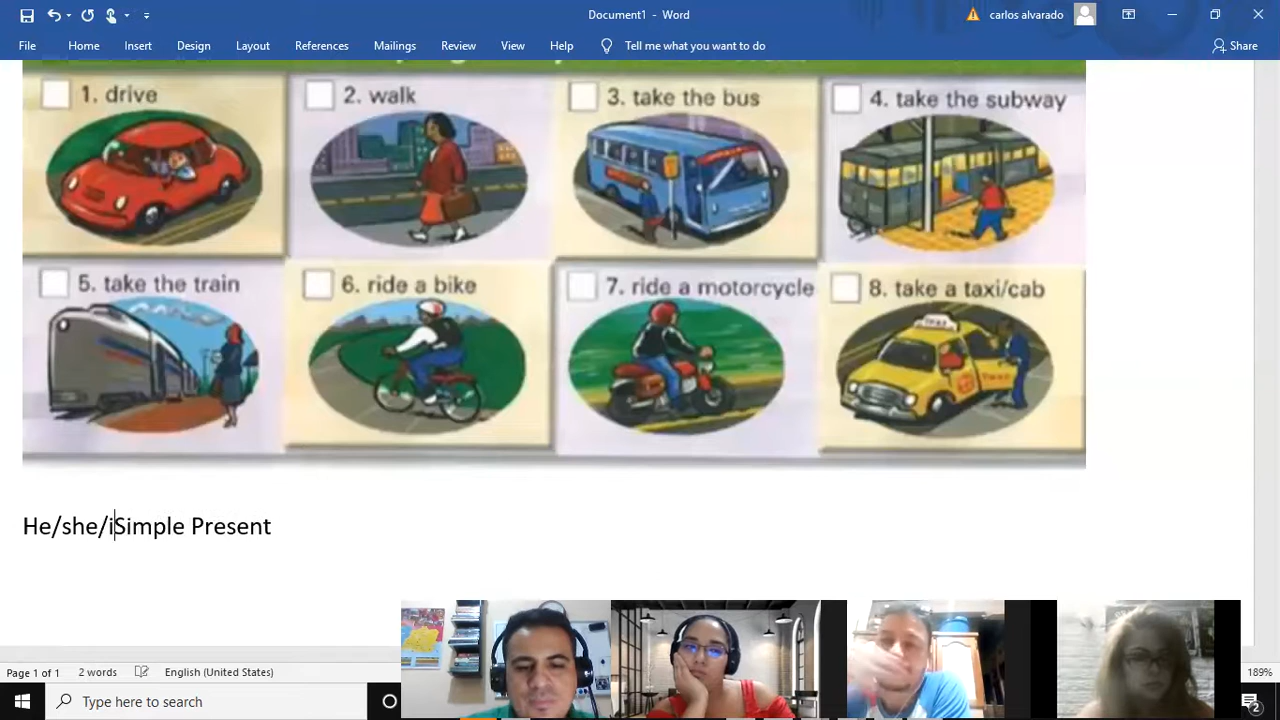 Document1 - Word
carlos alvarado
File Home Insert Design Layout References Mailings Review View Help Tell me what you want to do Share
1. drive
2. walk
3. take the bus
4. take the subway
5. take the train
6. ride a bike
7. ride a motorcycle
8. take a taxi/cab
TAXI
He/she/iSimple Present
Page 1 of 1 2 words English (United States) 189%
Type here to search
2